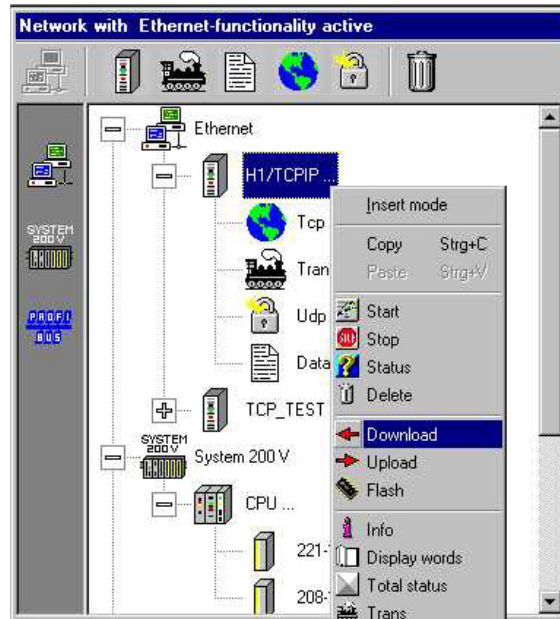 Network with Ethernet-functionality active
Ethernet
H1/TCPIP ...
Tcp
Tran
Udp
Data
TCP_TEST
SYSTEM 200V
System 200 V
CPU ...
221-
208-
SYSTEM
200V
PROFI
BUS
Insert mode
Copy Strg+C
Paste Strg+V
Start
Stop
Status
Delete
Download
Upload
Flash
Info
Display words
Total status
Trans